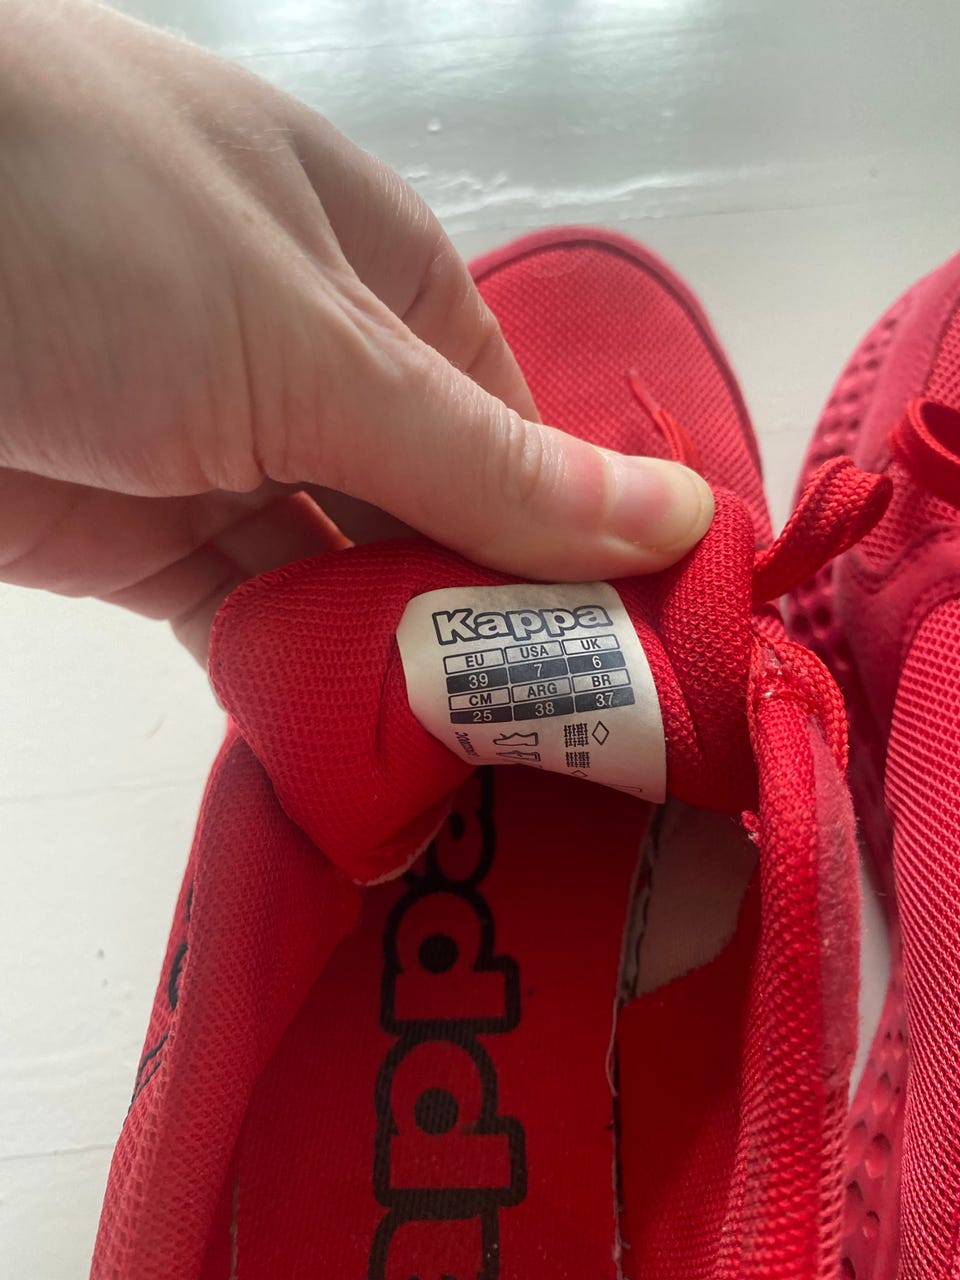 Kappa
EU USA UK
39 7 6
CM ARG BR
25 38 37
Kappa